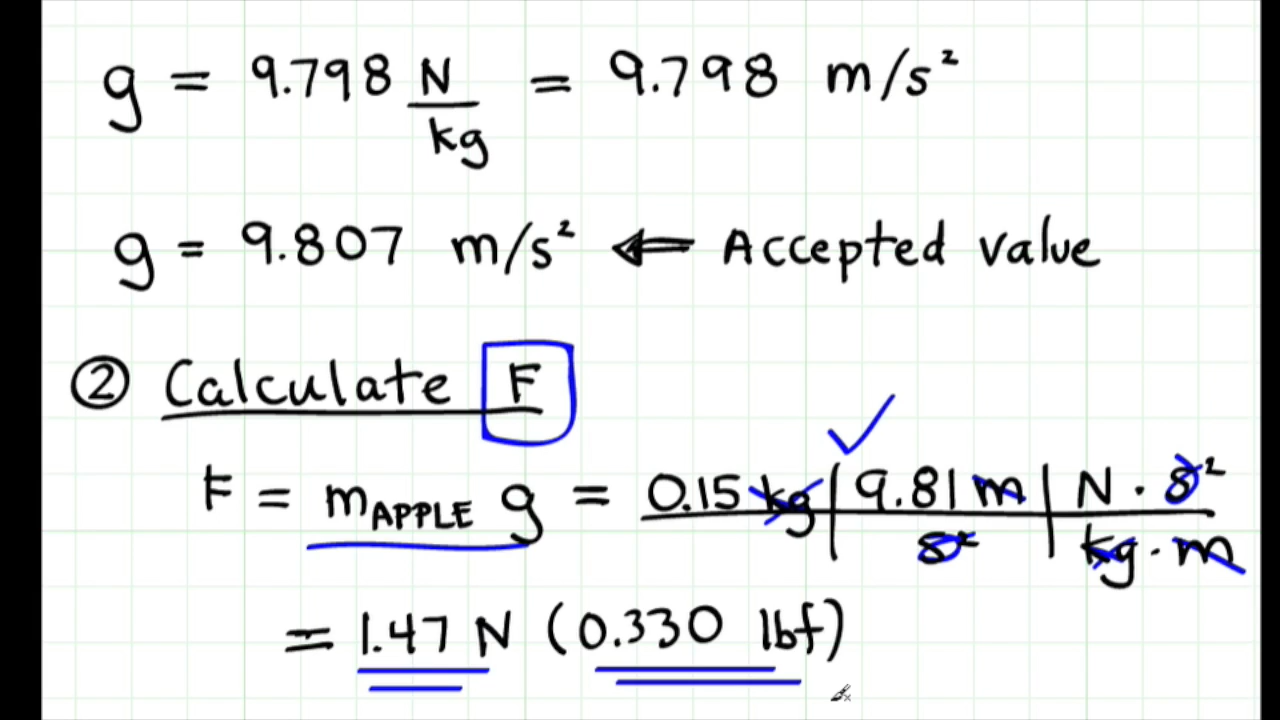 g = 9.798 N/kg = 9.798 m/s²
g = 9.807 m/s² ⇐ Accepted value
② Calculate F
F = m_APPLE g = 0.15 kg | 9.81 m | N · s²
s² | kg · m
= 1.47 N (0.330 lbf)